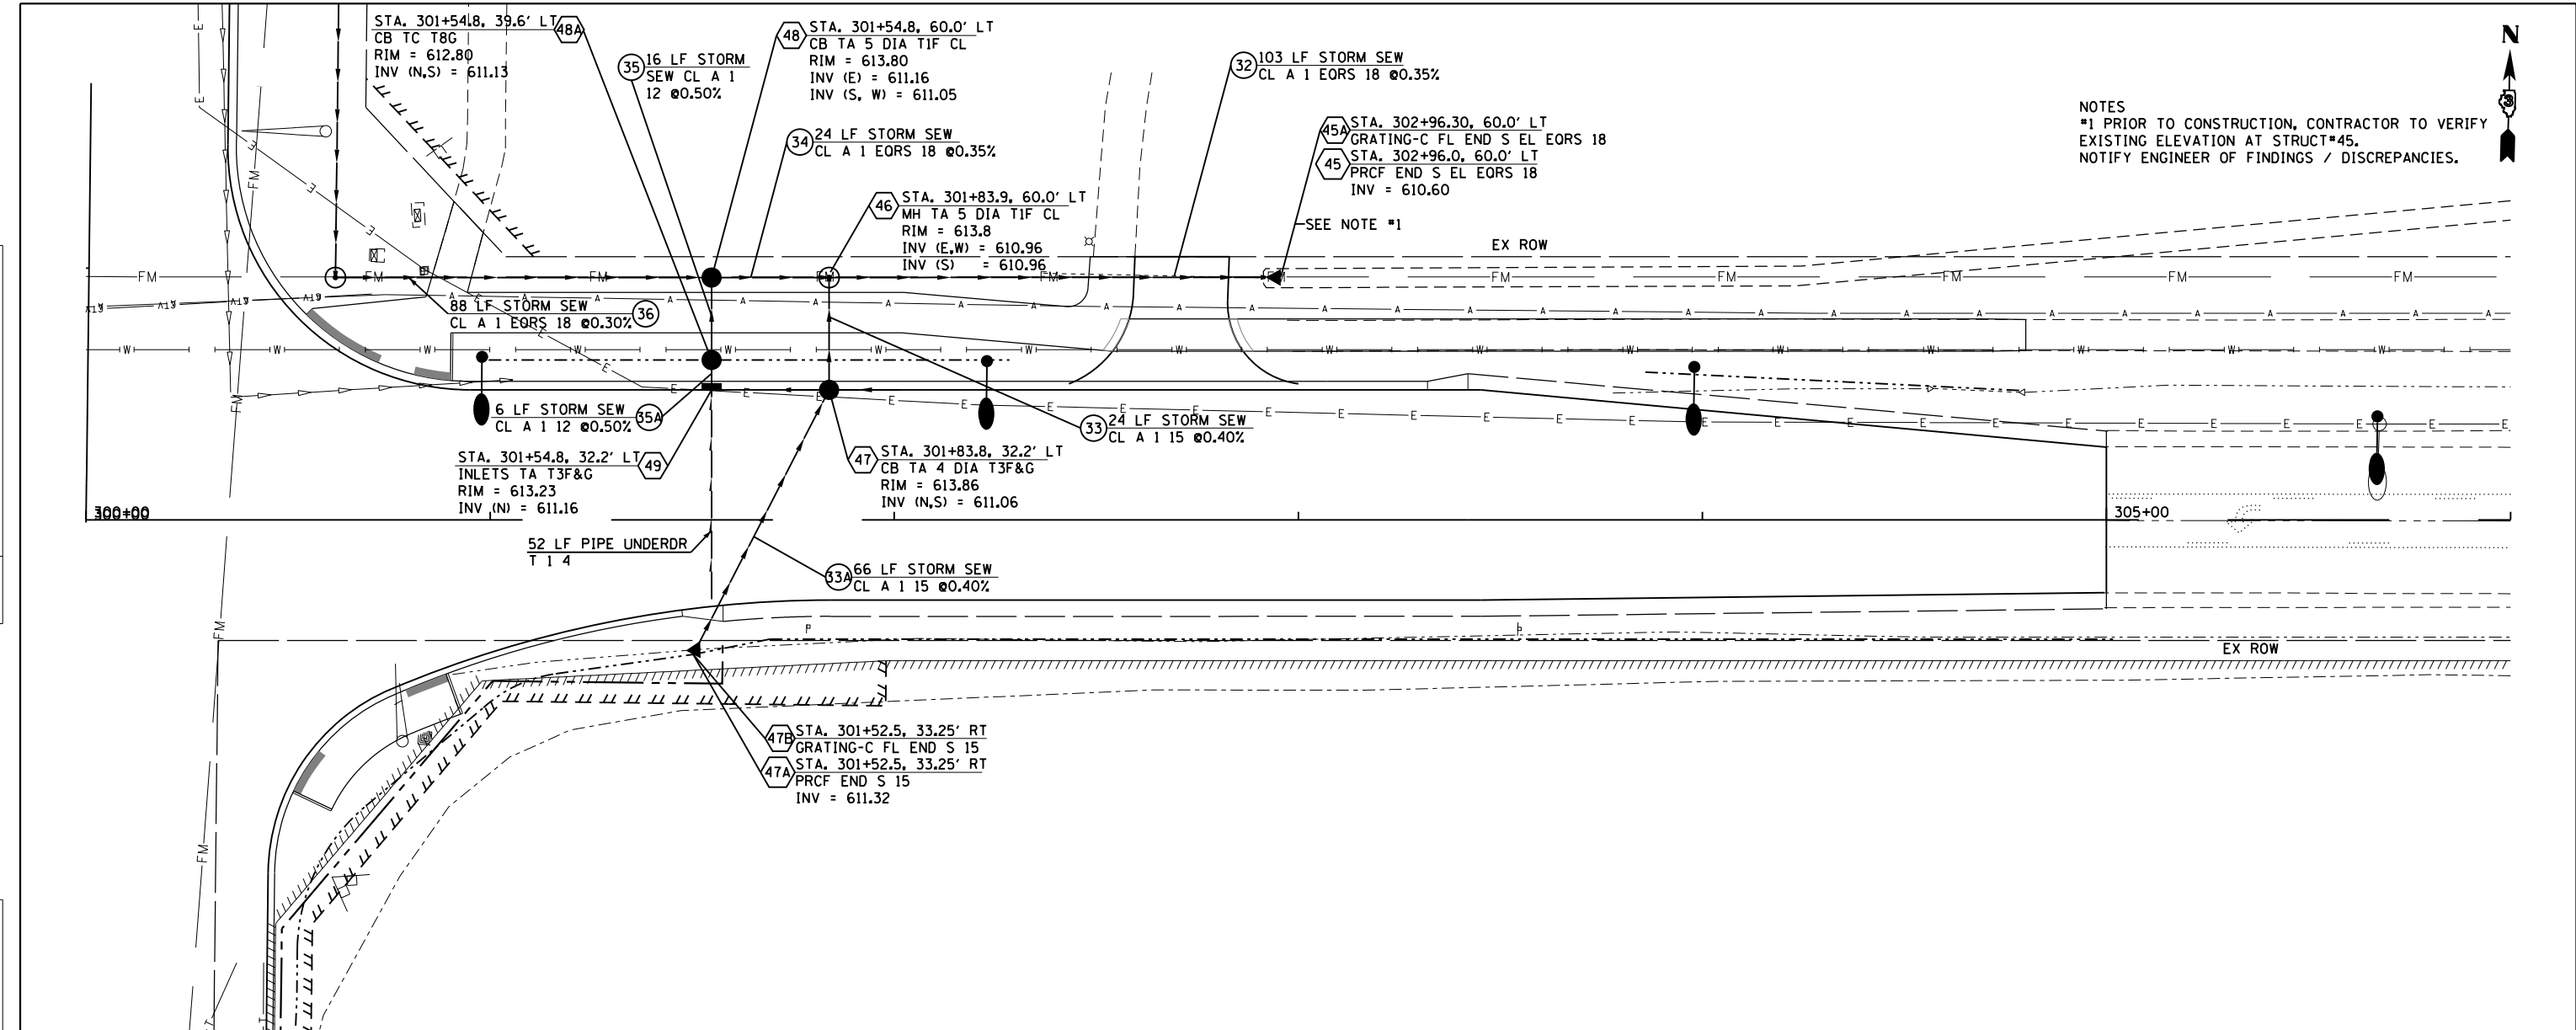 STA. 301+54.8, 39.6' LT
CB TC T8G
RIM = 612.80
INV (N,S) = 611.13
48A
35
16 LF STORM
SEW CL A 1
12 @0.50%
48
STA. 301+54.8, 60.0' LT
CB TA 5 DIA T1F CL
RIM = 613.80
INV (E) = 611.16
INV (S, W) = 611.05
34
24 LF STORM SEW
CL A 1 EQRS 18 @0.35%
32
103 LF STORM SEW
CL A 1 EQRS 18 @0.35%
45A
STA. 302+96.30, 60.0' LT
GRATING-C FL END S EL EQRS 18
45
STA. 302+96.0, 60.0' LT
PRCF END S EL EQRS 18
INV = 610.60
SEE NOTE #1
N
3
NOTES
#1 PRIOR TO CONSTRUCTION, CONTRACTOR TO VERIFY
EXISTING ELEVATION AT STRUCT#45.
NOTIFY ENGINEER OF FINDINGS / DISCREPANCIES.
46
STA. 301+83.9, 60.0' LT
MH TA 5 DIA T1F CL
RIM = 613.8
INV (E,W) = 610.96
INV (S) = 610.96
EX ROW
FM FM FM FM FM FM FM FM FM FM
88 LF STORM SEW
CL A 1 EQRS 18 @0.30%
36
6 LF STORM SEW
CL A 1 12 @0.50%
35A
33
24 LF STORM SEW
CL A 1 15 @0.40%
STA. 301+54.8, 32.2' LT
INLETS TA T3F&G
RIM = 613.23
INV (N) = 611.16
49
47
STA. 301+83.8, 32.2' LT
CB TA 4 DIA T3F&G
RIM = 613.86
INV (N,S) = 611.06
300+00
305+00
52 LF PIPE UNDERDR
T 1 4
33A
66 LF STORM SEW
CL A 1 15 @0.40%
EX ROW
47B
STA. 301+52.5, 33.25' RT
GRATING-C FL END S 15
47A
STA. 301+52.5, 33.25' RT
PRCF END S 15
INV = 611.32